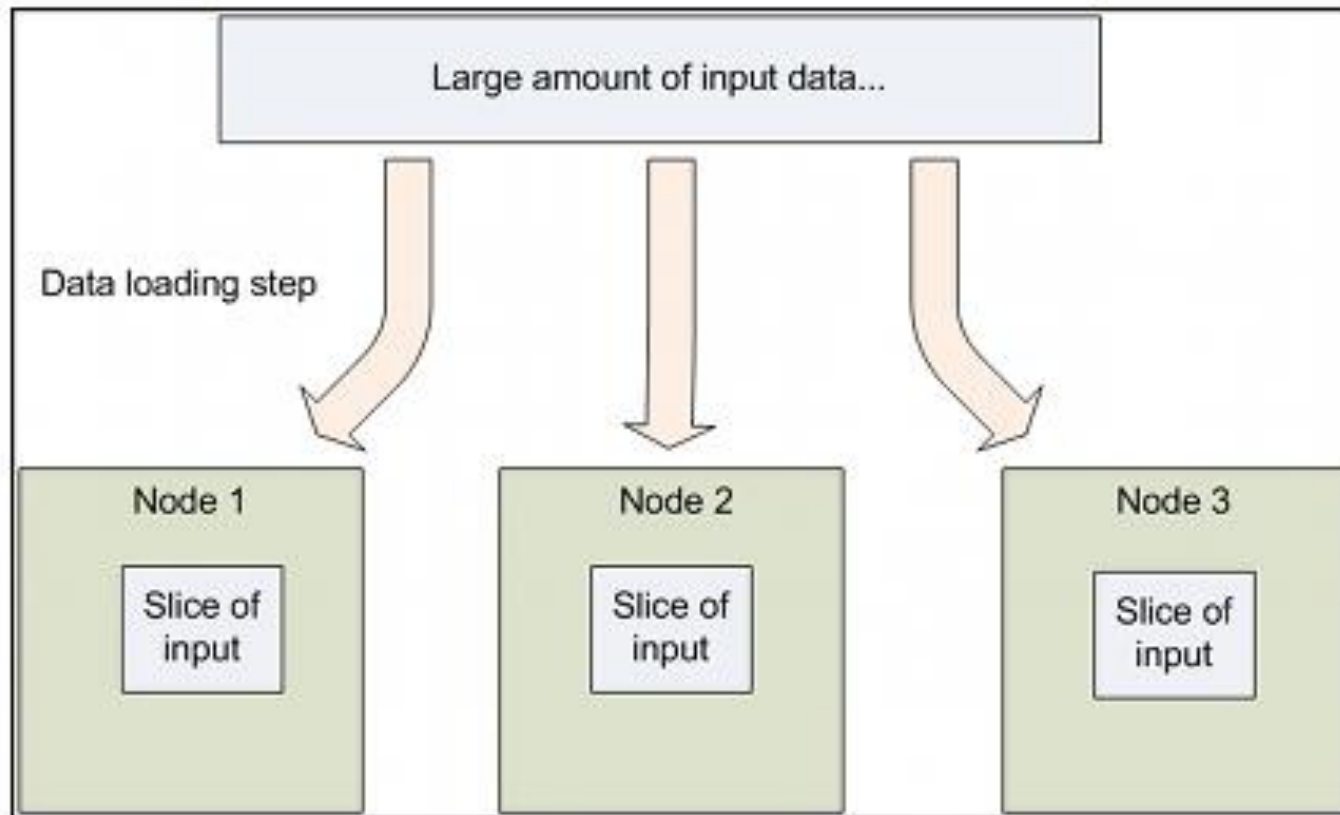 Large amount of input data...
Data loading step
Node 1
Node 2
Node 3
Slice of
input
Slice of
input
Slice of
input